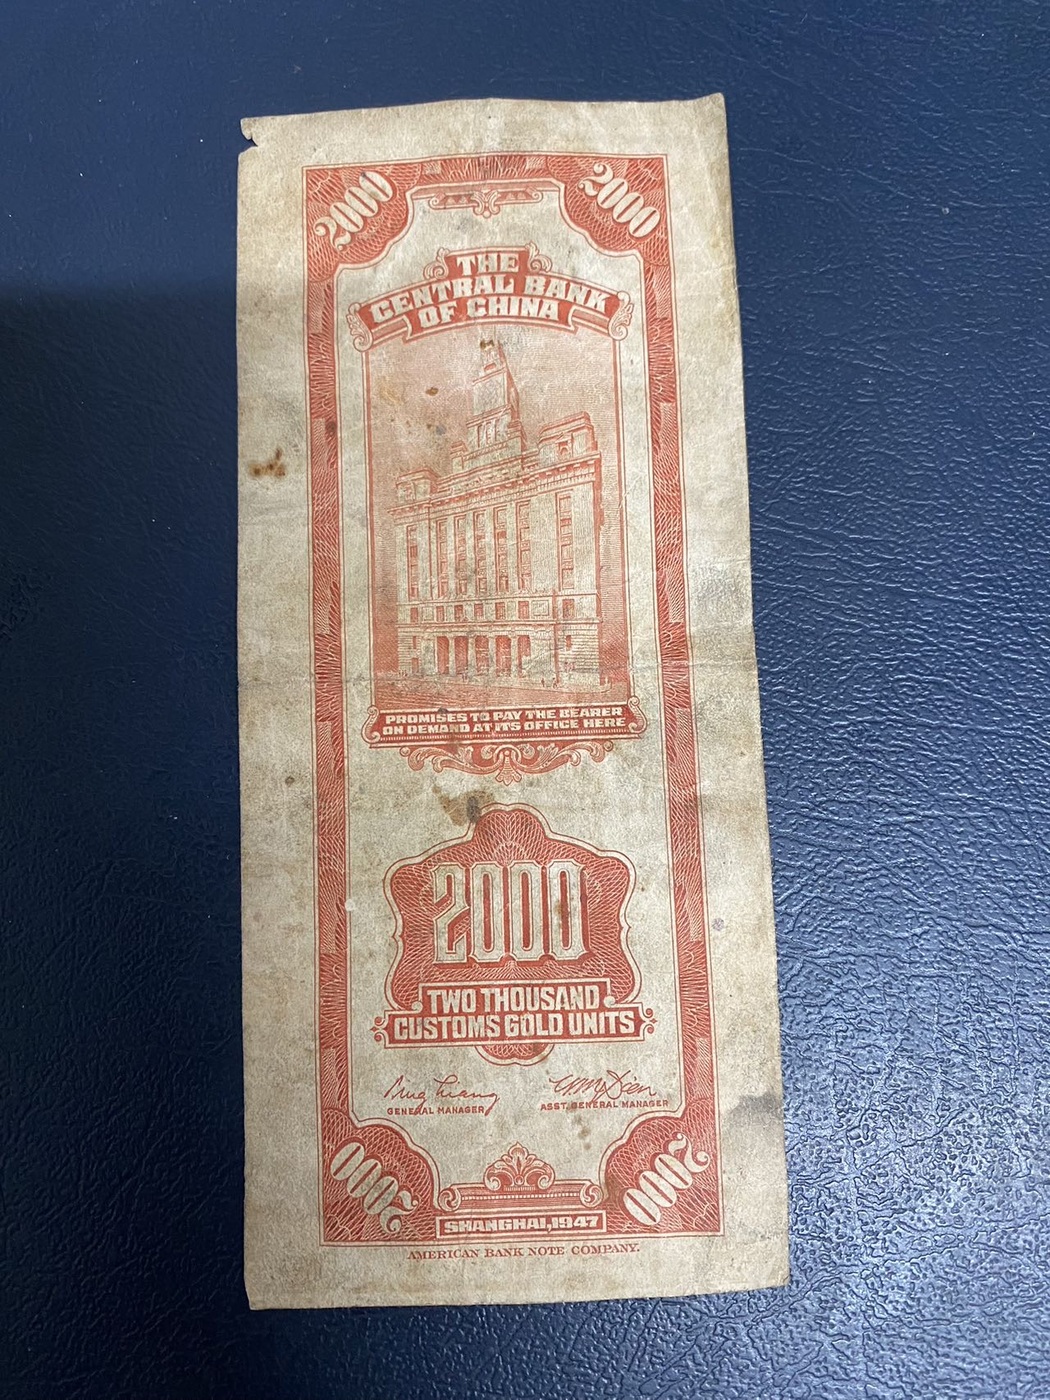 2000
2000
THE
CENTRAL BANK
OF CHINA
PROMISES TO PAY THE BEARER
ON DEMAND AT ITS OFFICE HERE
2000
TWO THOUSAND
CUSTOMS GOLD UNITS
GENERAL MANAGER
ASST. GENERAL MANAGER
2000
2000
SHANGHAI, 1947
AMERICAN BANK NOTE COMPANY.